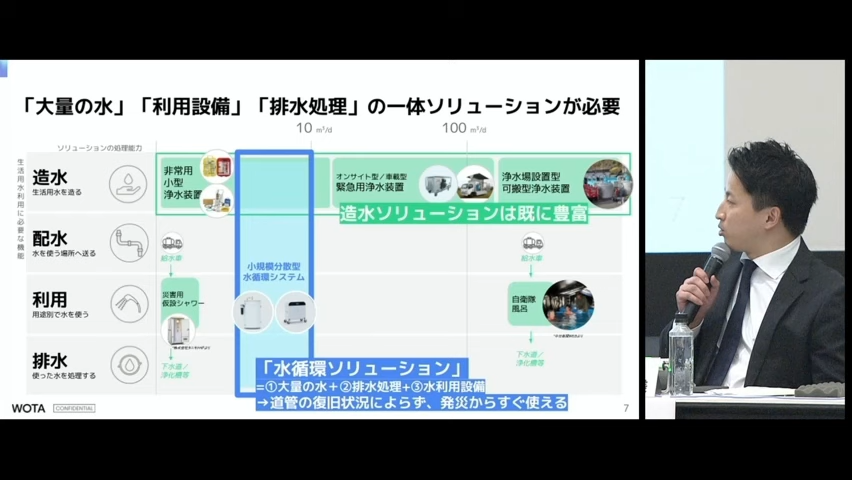 「大量の水」「利用設備」「排水処理」の一体ソリューションが必要
ソリューションの処理能力
10 m³/d
100 m³/d
生活用水利用に必要な機能
造水
生活用水を造る
非常用
小型
浄水装置
オンサイト型／車載型
緊急用浄水装置
浄水場設置型
可搬型浄水装置
造水ソリューションは既に豊富
配水
水を使う場所へ送る
給水車
給水車
小規模分散型
水循環システム
利用
用途別で水を使う
災害用
仮設シャワー
自衛隊
風呂
排水
使った水を処理する
下水道／
浄化槽等
下水道／
浄化槽等
「水循環ソリューション」
=①大量の水＋②排水処理+③水利用設備
→道管の復旧状況によらず、発災からすぐ使える
WOTA
CONFIDENTIAL
7